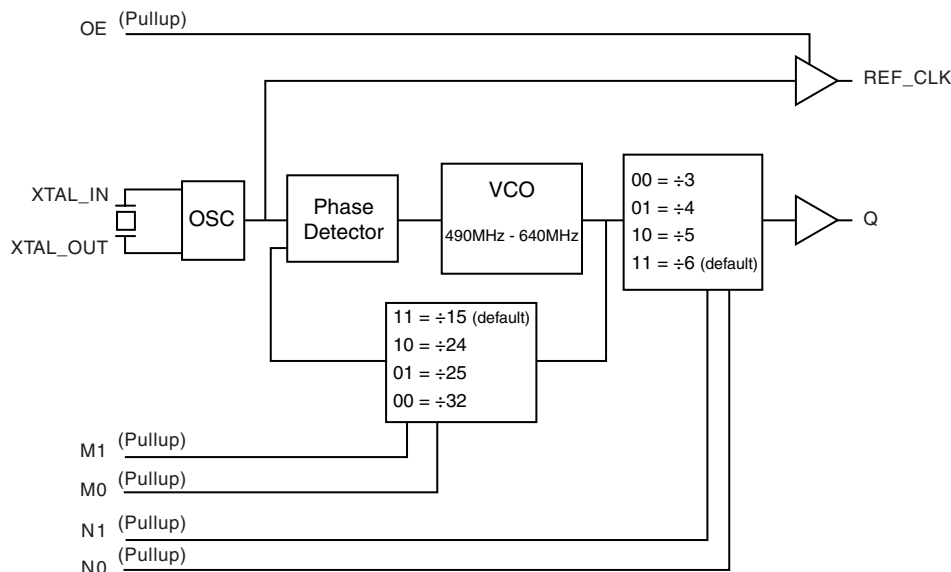 OE (Pullup)
REF_CLK
XTAL_IN
OSC
XTAL_OUT
Phase
Detector
VCO
490MHz - 640MHz
00 = ÷3
01 = ÷4
10 = ÷5
11 = ÷6 (default)
Q
11 = ÷15 (default)
10 = ÷24
01 = ÷25
00 = ÷32
M1 (Pullup)
M0 (Pullup)
N1 (Pullup)
N0 (Pullup)